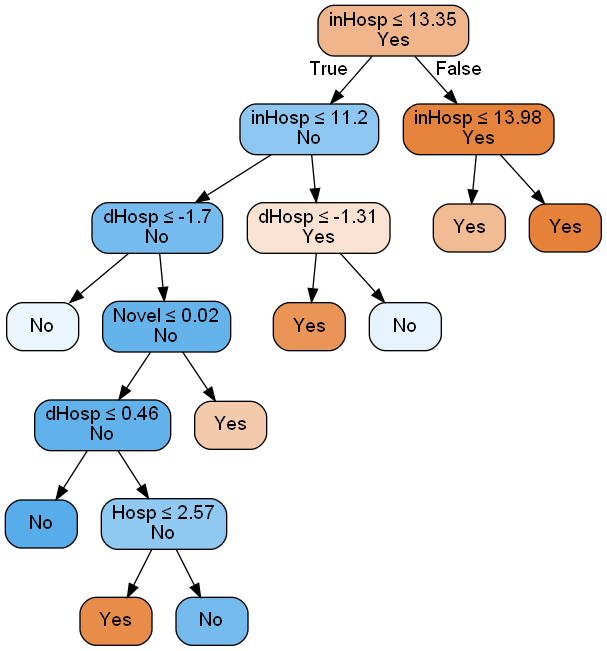 inHosp ≤ 13.35
Yes
True
False
inHosp ≤ 11.2
No
inHosp ≤ 13.98
Yes
dHosp ≤ -1.7
No
dHosp ≤ -1.31
Yes
Yes
Yes
No
Novel ≤ 0.02
No
Yes
No
dHosp ≤ 0.46
No
Yes
No
Hosp ≤ 2.57
No
Yes
No